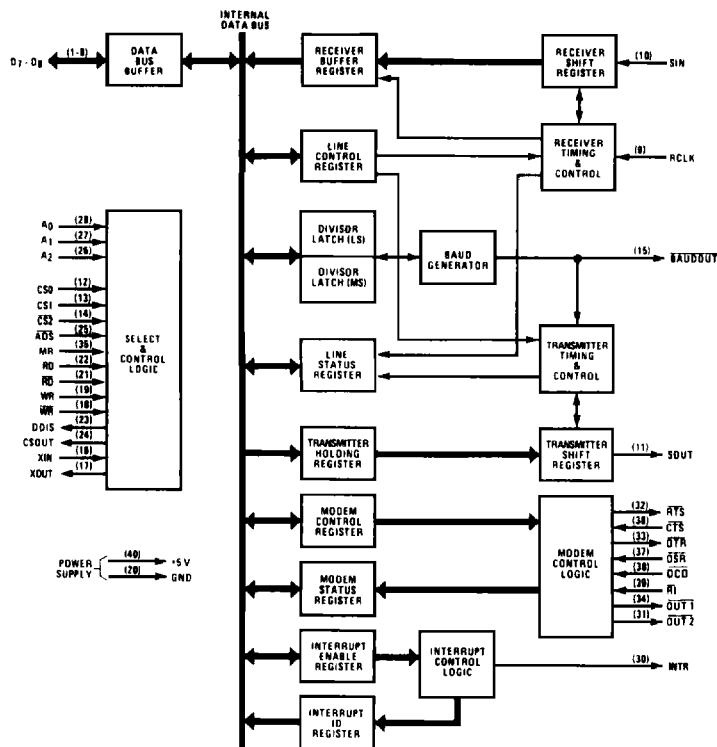 INTERNAL
DATA BUS
D7 - D0
(1-8)
DATA
BUS
BUFFER
RECEIVER
BUFFER
REGISTER
RECEIVER
SHIFT
REGISTER
(10)
SIN
LINE
CONTROL
REGISTER
RECEIVER
TIMING
&
CONTROL
(9)
RCLK
A0
(28)
A1
(27)
A2
(26)
CS0
(12)
CS1
(13)
CS2
(14)
ADS
(25)
MR
(35)
RD
(22)
RD
(21)
WR
(19)
WR
(18)
DDIS
(23)
CSOUT
(24)
XIN
(16)
XOUT
(17)
SELECT
&
CONTROL
LOGIC
DIVISOR
LATCH (LS)
DIVISOR
LATCH (MS)
BAUD
GENERATOR
(15)
BAUDOUT
LINE
STATUS
REGISTER
TRANSMITTER
TIMING
&
CONTROL
TRANSMITTER
HOLDING
REGISTER
TRANSMITTER
SHIFT
REGISTER
(11)
SOUT
MODEM
CONTROL
REGISTER
MODEM
STATUS
REGISTER
MODEM
CONTROL
LOGIC
(32)
RTS
(36)
CTS
(33)
DTR
(37)
DSR
(38)
DCD
(39)
RI
(34)
OUT 1
(31)
OUT 2
POWER
SUPPLY
(40)
+5 V
(20)
GND
INTERRUPT
ENABLE
REGISTER
INTERRUPT
CONTROL
LOGIC
(30)
INTR
INTERRUPT
ID
REGISTER